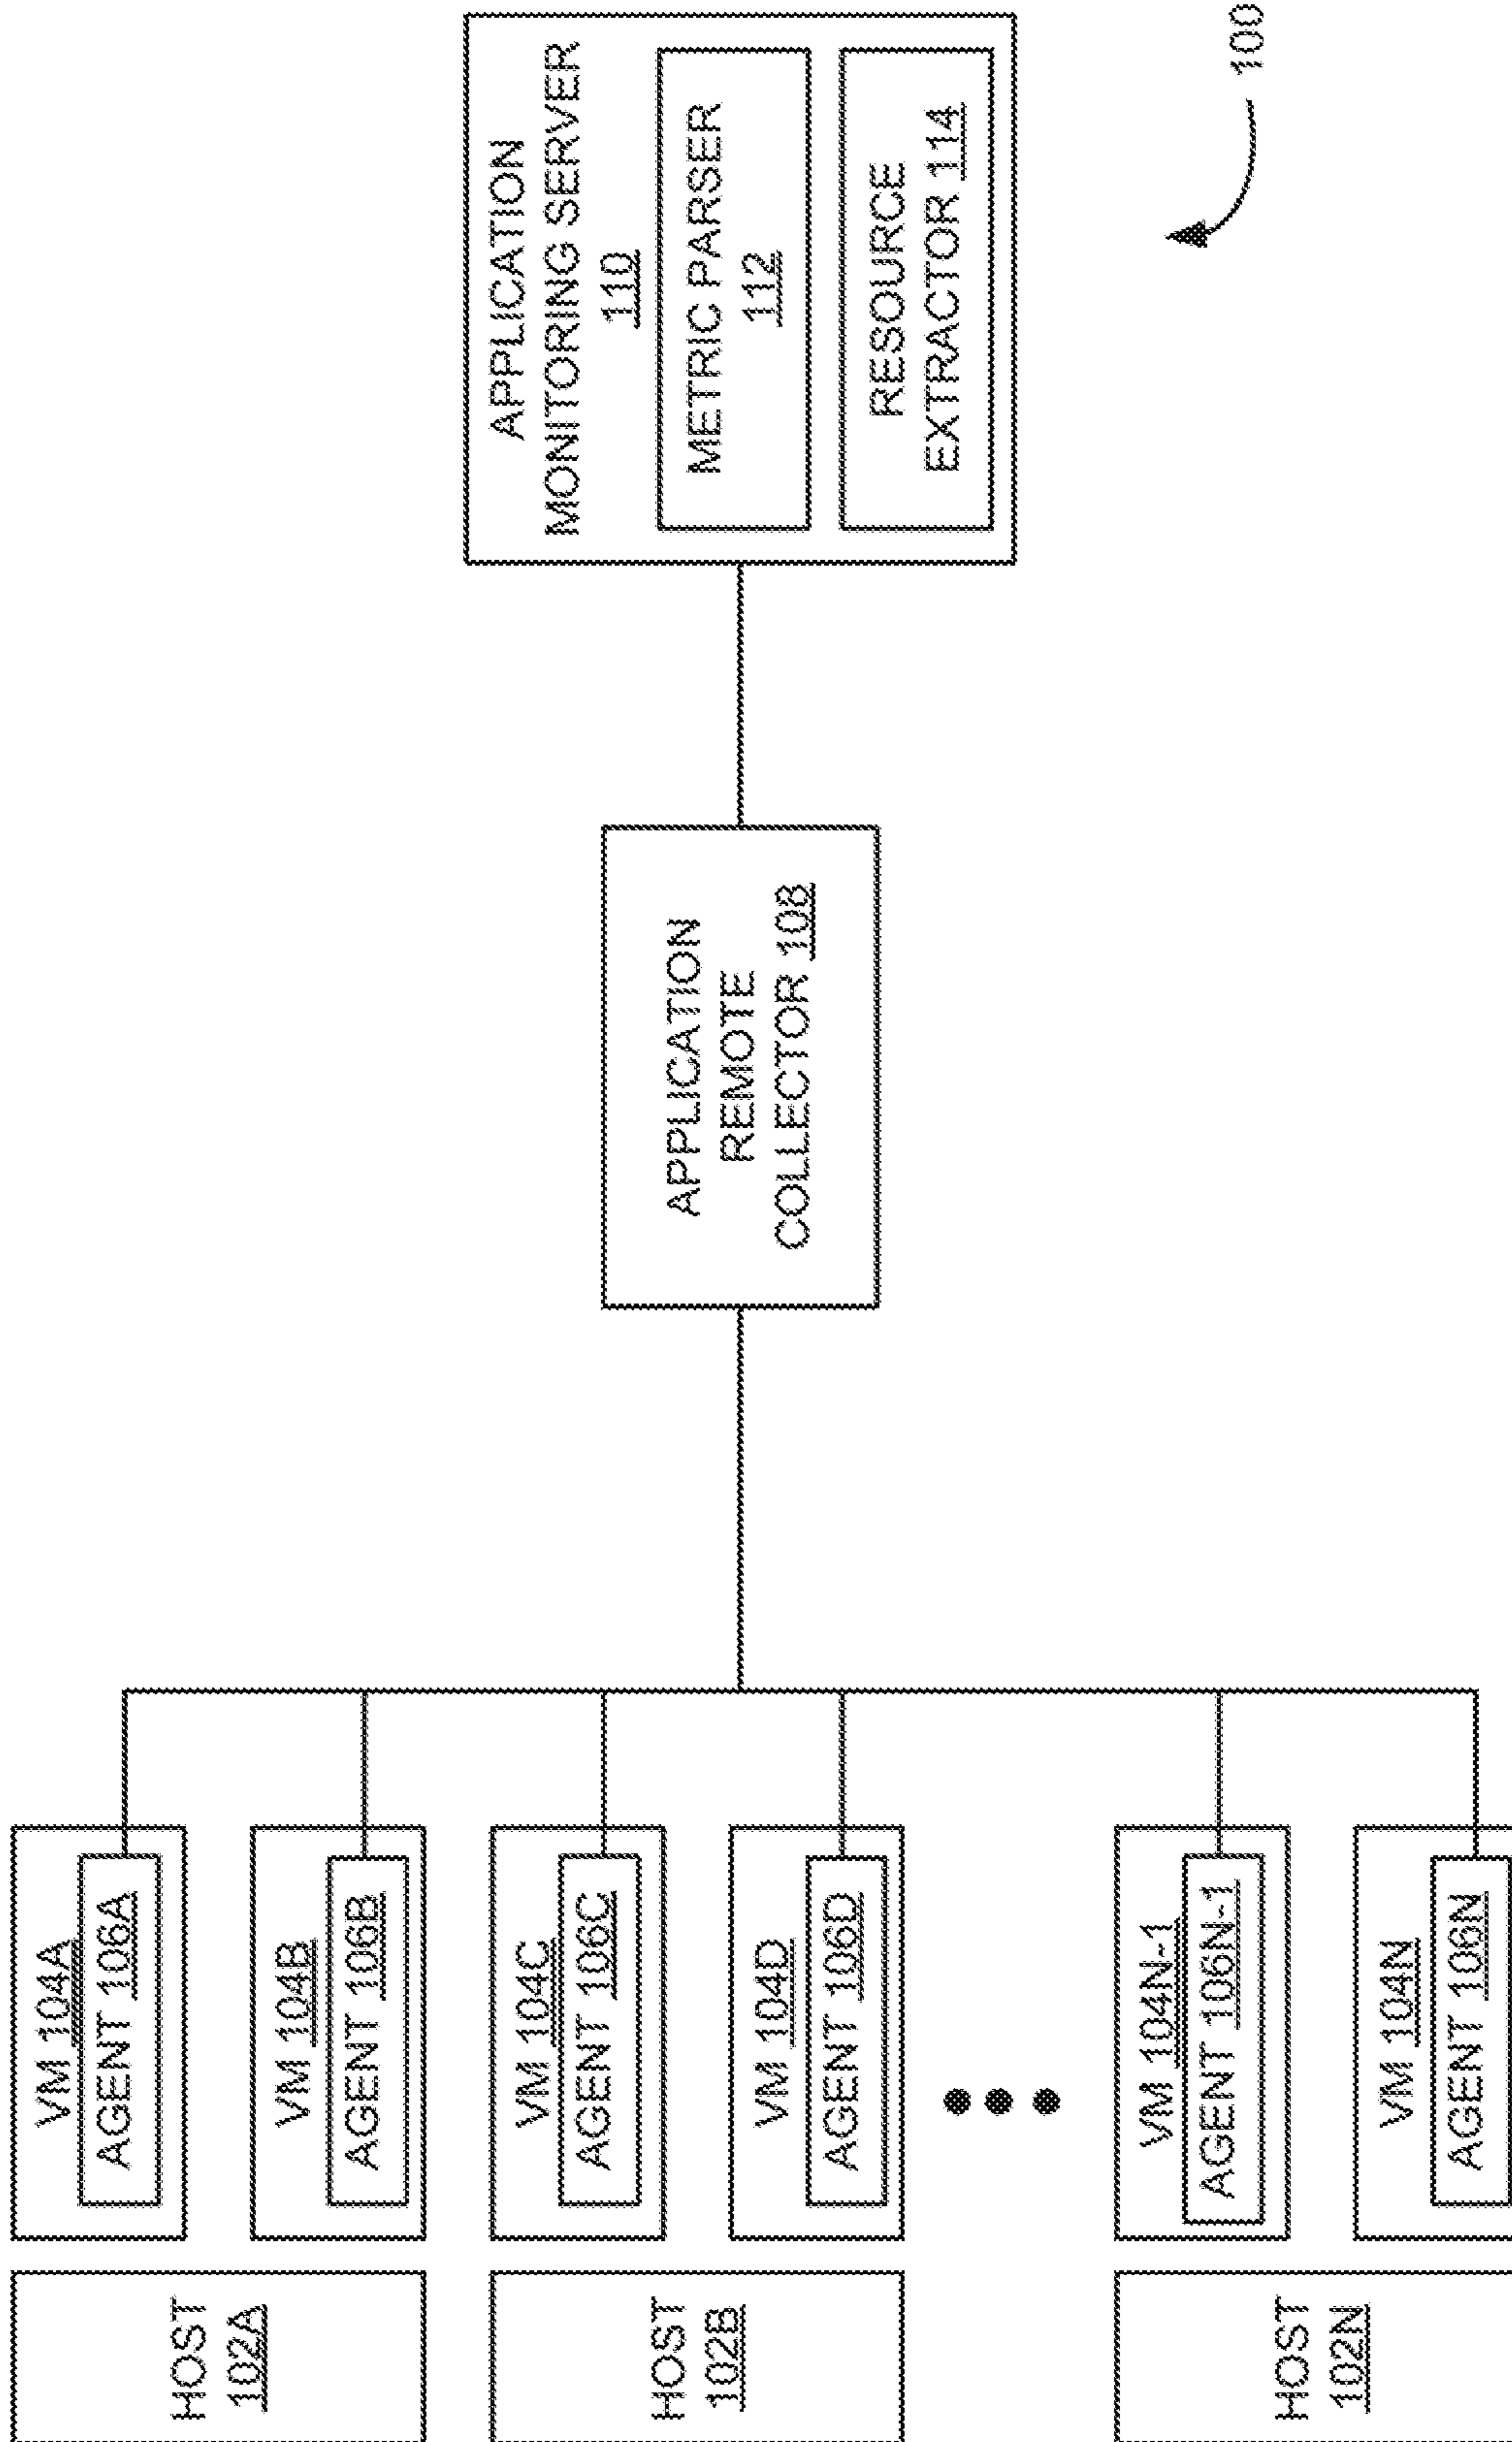 APPLICATION
MONITORING SERVER
110
METRIC PARSER
112
RESOURCE
EXTRACTOR 114
100
APPLICATION
REMOTE
COLLECTOR 108
VM 104A
AGENT 106A
VM 104B
AGENT 106B
VM 104C
AGENT 106C
VM 104D
AGENT 106D
VM 104N-1
AGENT 106N-1
VM 104N
AGENT 106N
HOST
102A
HOST
102B
HOST
102N